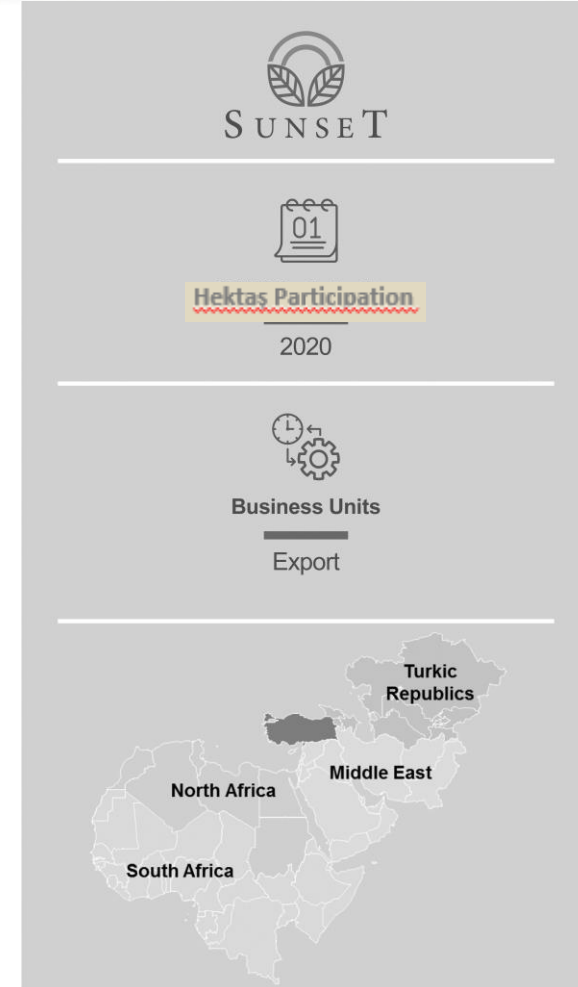 SUNSET
01
Hektaş Participation
2020
Business Units
Export
Turkic
Republics
Middle East
North Africa
South Africa